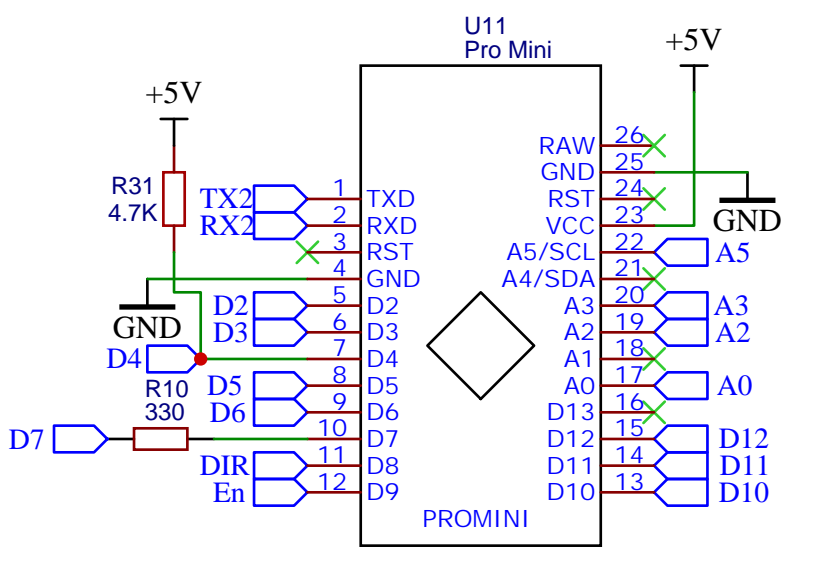 U11
Pro Mini
+5V
+5V
R31
4.7K
TX2 1 TXD
RX2 2 RXD
3 RST
4 GND
GND
D2 5 D2
D3 6 D3
D4 7 D4
D5 8 D5
D6 9 D6
R10
330
D7 10 D7
DIR 11 D8
En 12 D9
RAW 26
GND 25
GND
RST 24
VCC 23
A5/SCL 22 A5
A4/SDA 21
A3 20 A3
A2 19 A2
A1 18
A0 17 A0
D13 16
D12 15 D12
D11 14 D11
D10 13 D10
PROMINI